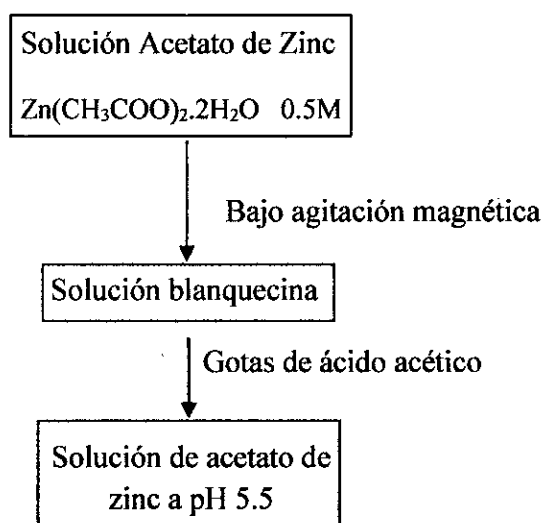 Solución Acetato de Zinc
Zn(CH₃COO)₂.2H₂O 0.5M
Bajo agitación magnética
Solución blanquecina
Gotas de ácido acético
Solución de acetato de
zinc a pH 5.5